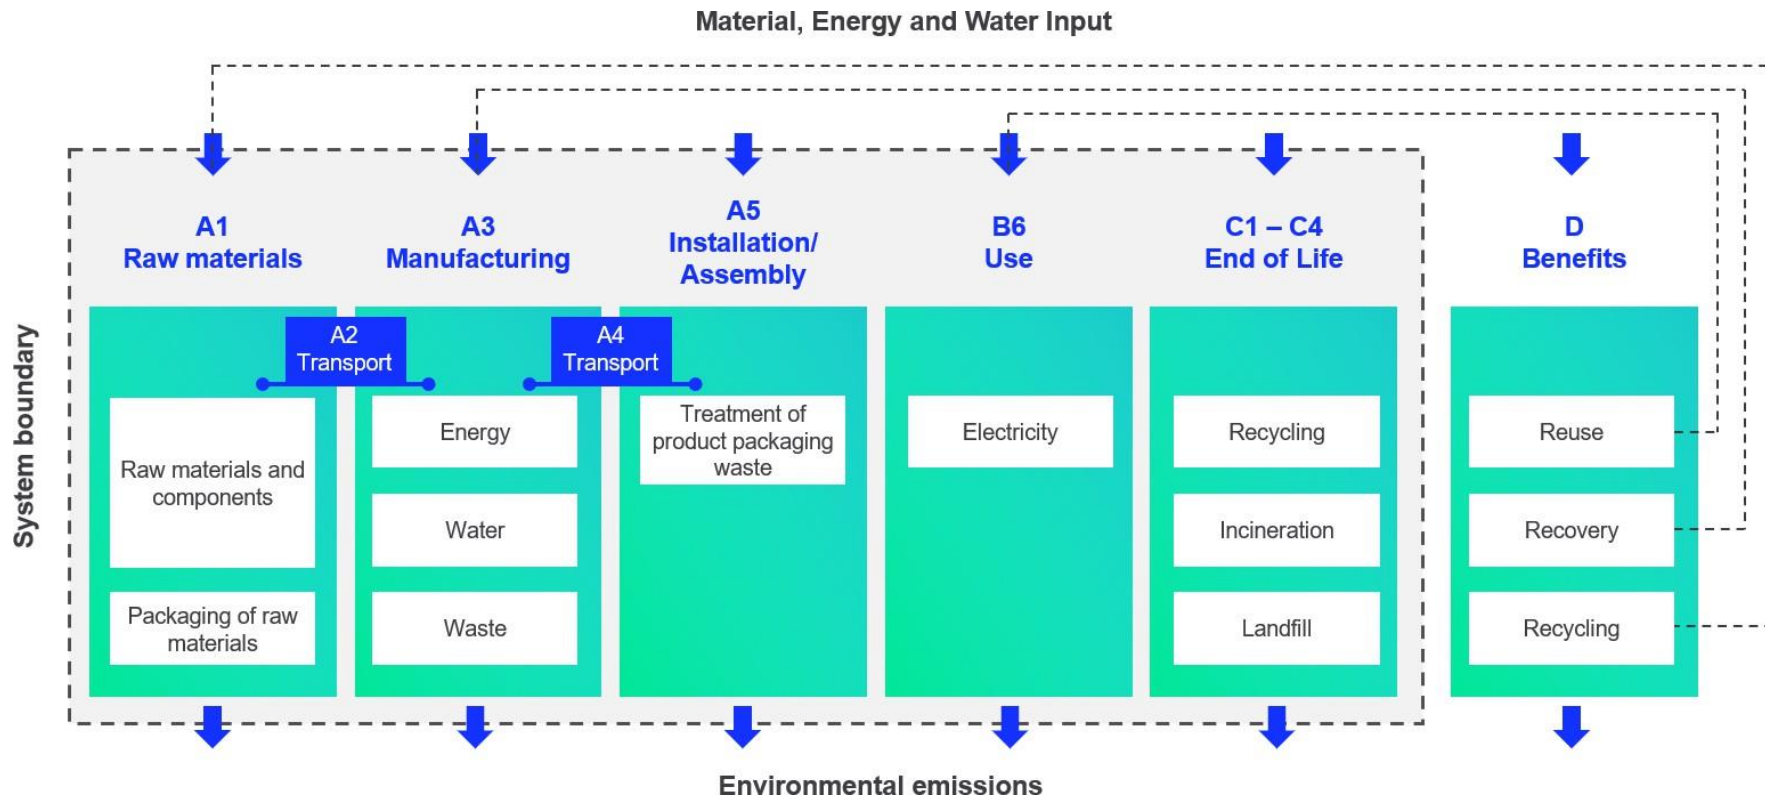 Material, Energy and Water Input
System boundary
A1
Raw materials
A3
Manufacturing
A5
Installation/
Assembly
B6
Use
C1 – C4
End of Life
D
Benefits
A2
Transport
A4
Transport
Raw materials and
components
Packaging of raw
materials
Energy
Water
Waste
Treatment of
product packaging
waste
Electricity
Recycling
Incineration
Landfill
Reuse
Recovery
Recycling
Environmental emissions